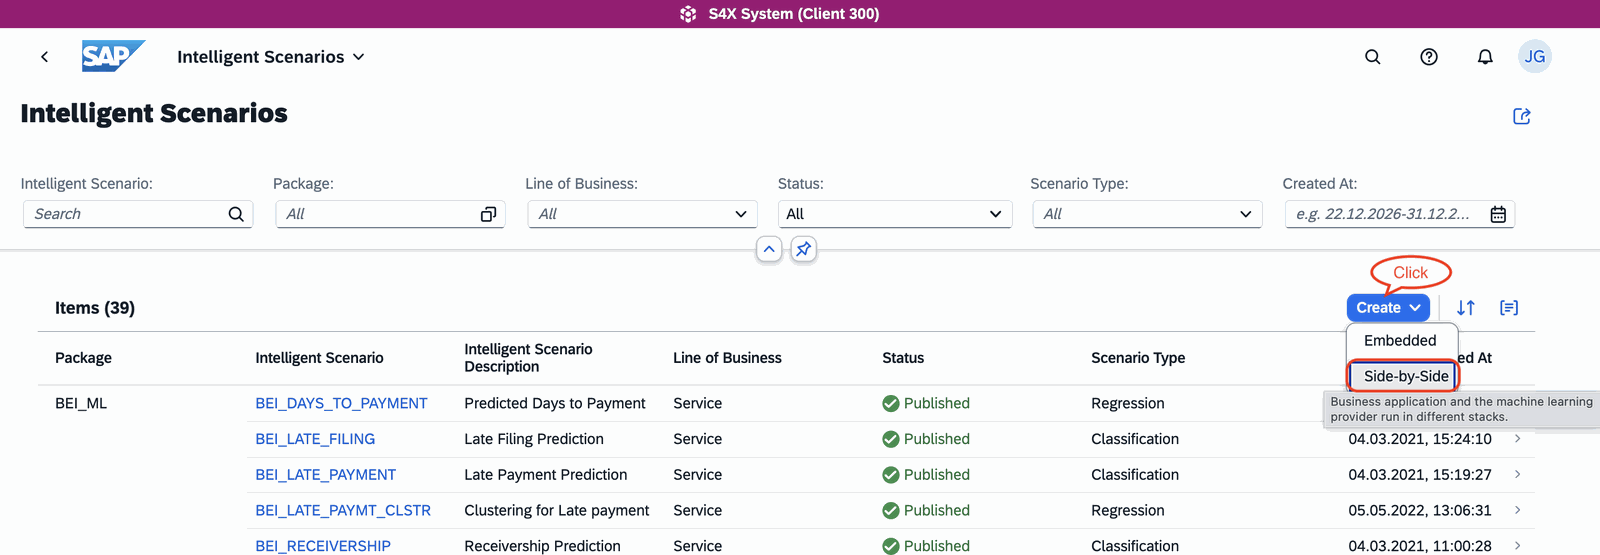 S4X System (Client 300)
SAP Intelligent Scenarios JG
Intelligent Scenarios
Intelligent Scenario: Package: Line of Business: Status: Scenario Type: Created At:
Search All All All All e.g. 22.12.2026-31.12.2...
Click
Items (39) Create
Embedded
Side-by-Side
Business application and the machine learning
provider run in different stacks.
Package Intelligent Scenario Intelligent Scenario Description Line of Business Status Scenario Type ed At
BEI_ML BEI_DAYS_TO_PAYMENT Predicted Days to Payment Service Published Regression
BEI_LATE_FILING Late Filing Prediction Service Published Classification 04.03.2021, 15:24:10
BEI_LATE_PAYMENT Late Payment Prediction Service Published Classification 04.03.2021, 15:19:27
BEI_LATE_PAYMT_CLSTR Clustering for Late payment Service Published Regression 05.05.2022, 13:06:31
BEI_RECEIVERSHIP Receivership Prediction Service Published Classification 04.03.2021, 11:00:28